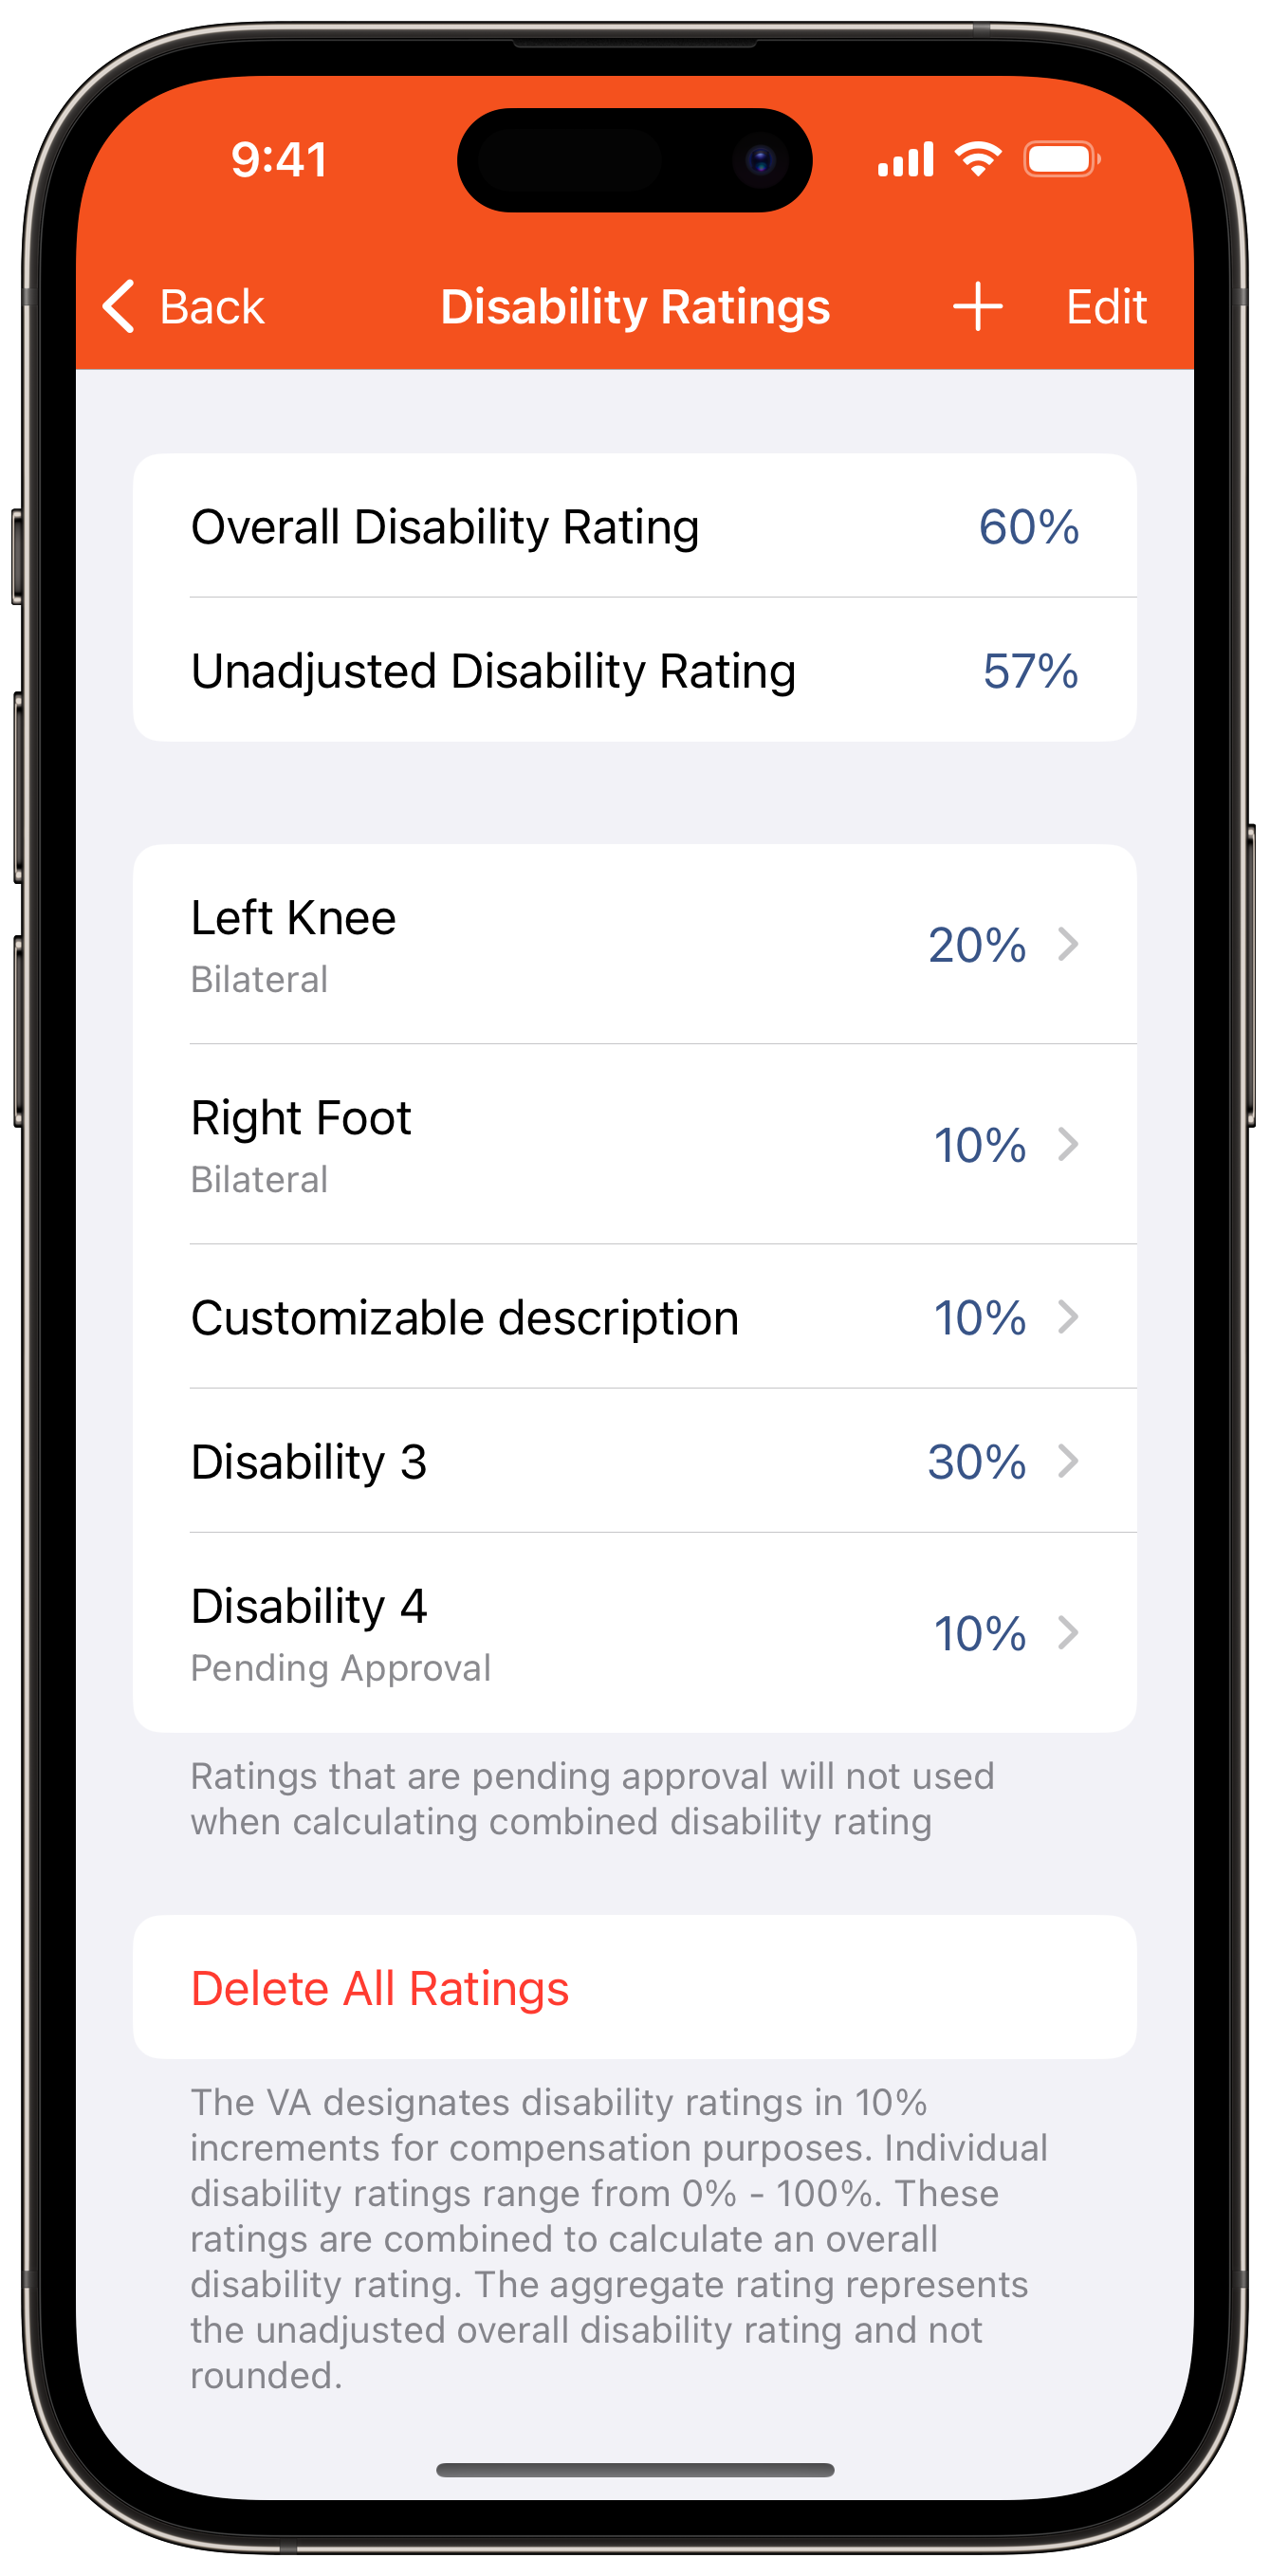 9:41
Back Disability Ratings + Edit
Overall Disability Rating 60%
Unadjusted Disability Rating 57%
Left Knee 20%
Bilateral
Right Foot 10%
Bilateral
Customizable description 10%
Disability 3 30%
Disability 4 10%
Pending Approval
Ratings that are pending approval will not used
when calculating combined disability rating
Delete All Ratings
The VA designates disability ratings in 10%
increments for compensation purposes. Individual
disability ratings range from 0% - 100%. These
ratings are combined to calculate an overall
disability rating. The aggregate rating represents
the unadjusted overall disability rating and not
rounded.